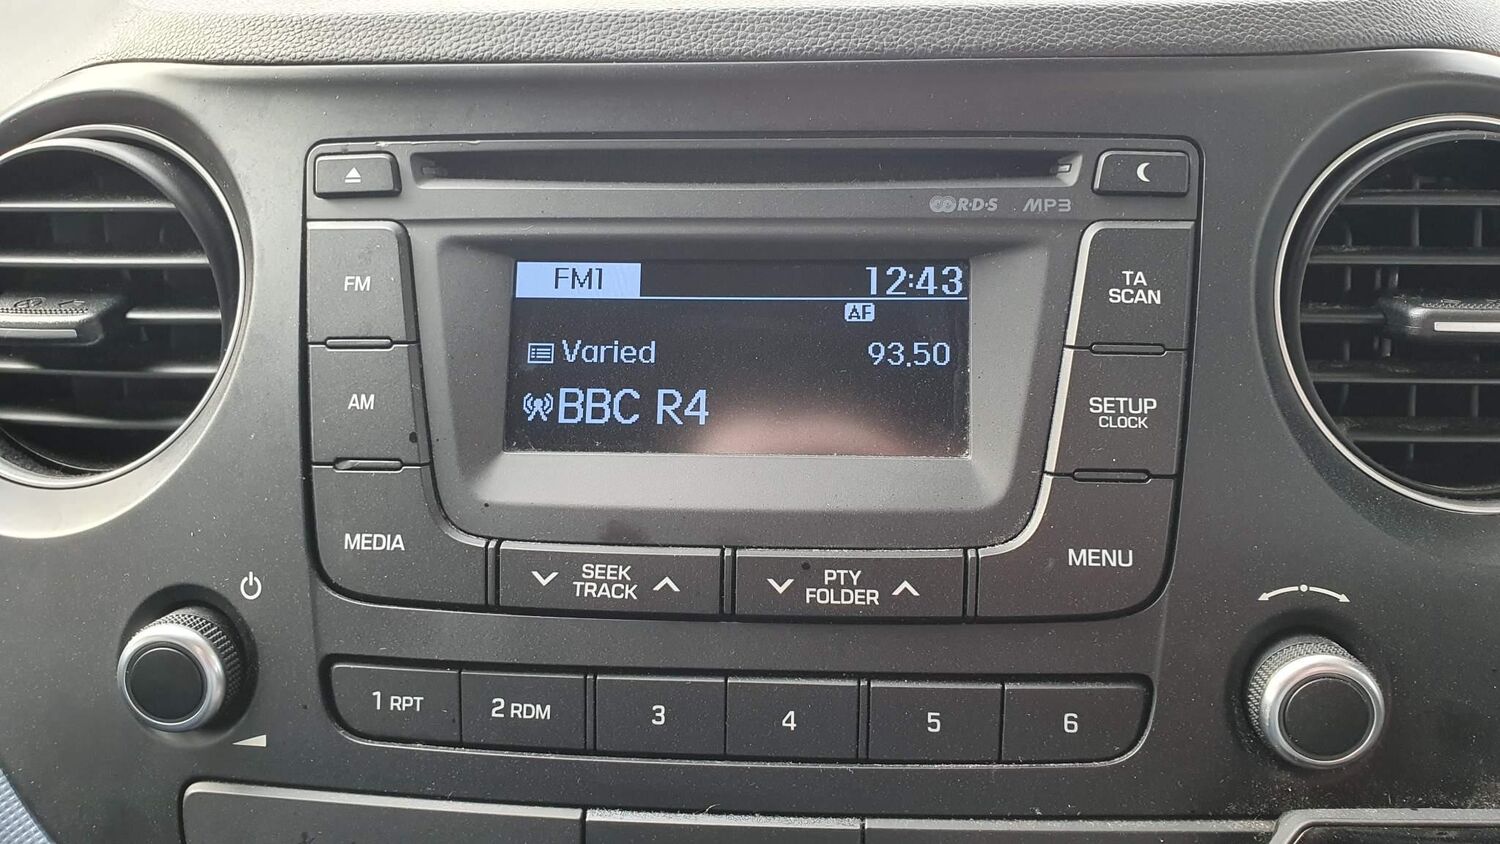 R·D·S MP3
FM
AM
MEDIA
FM1 12:43
AF
Varied 93.50
BBC R4
TA
SCAN
SETUP
CLOCK
MENU
SEEK
TRACK
PTY
FOLDER
1 RPT
2 RDM
3
4
5
6